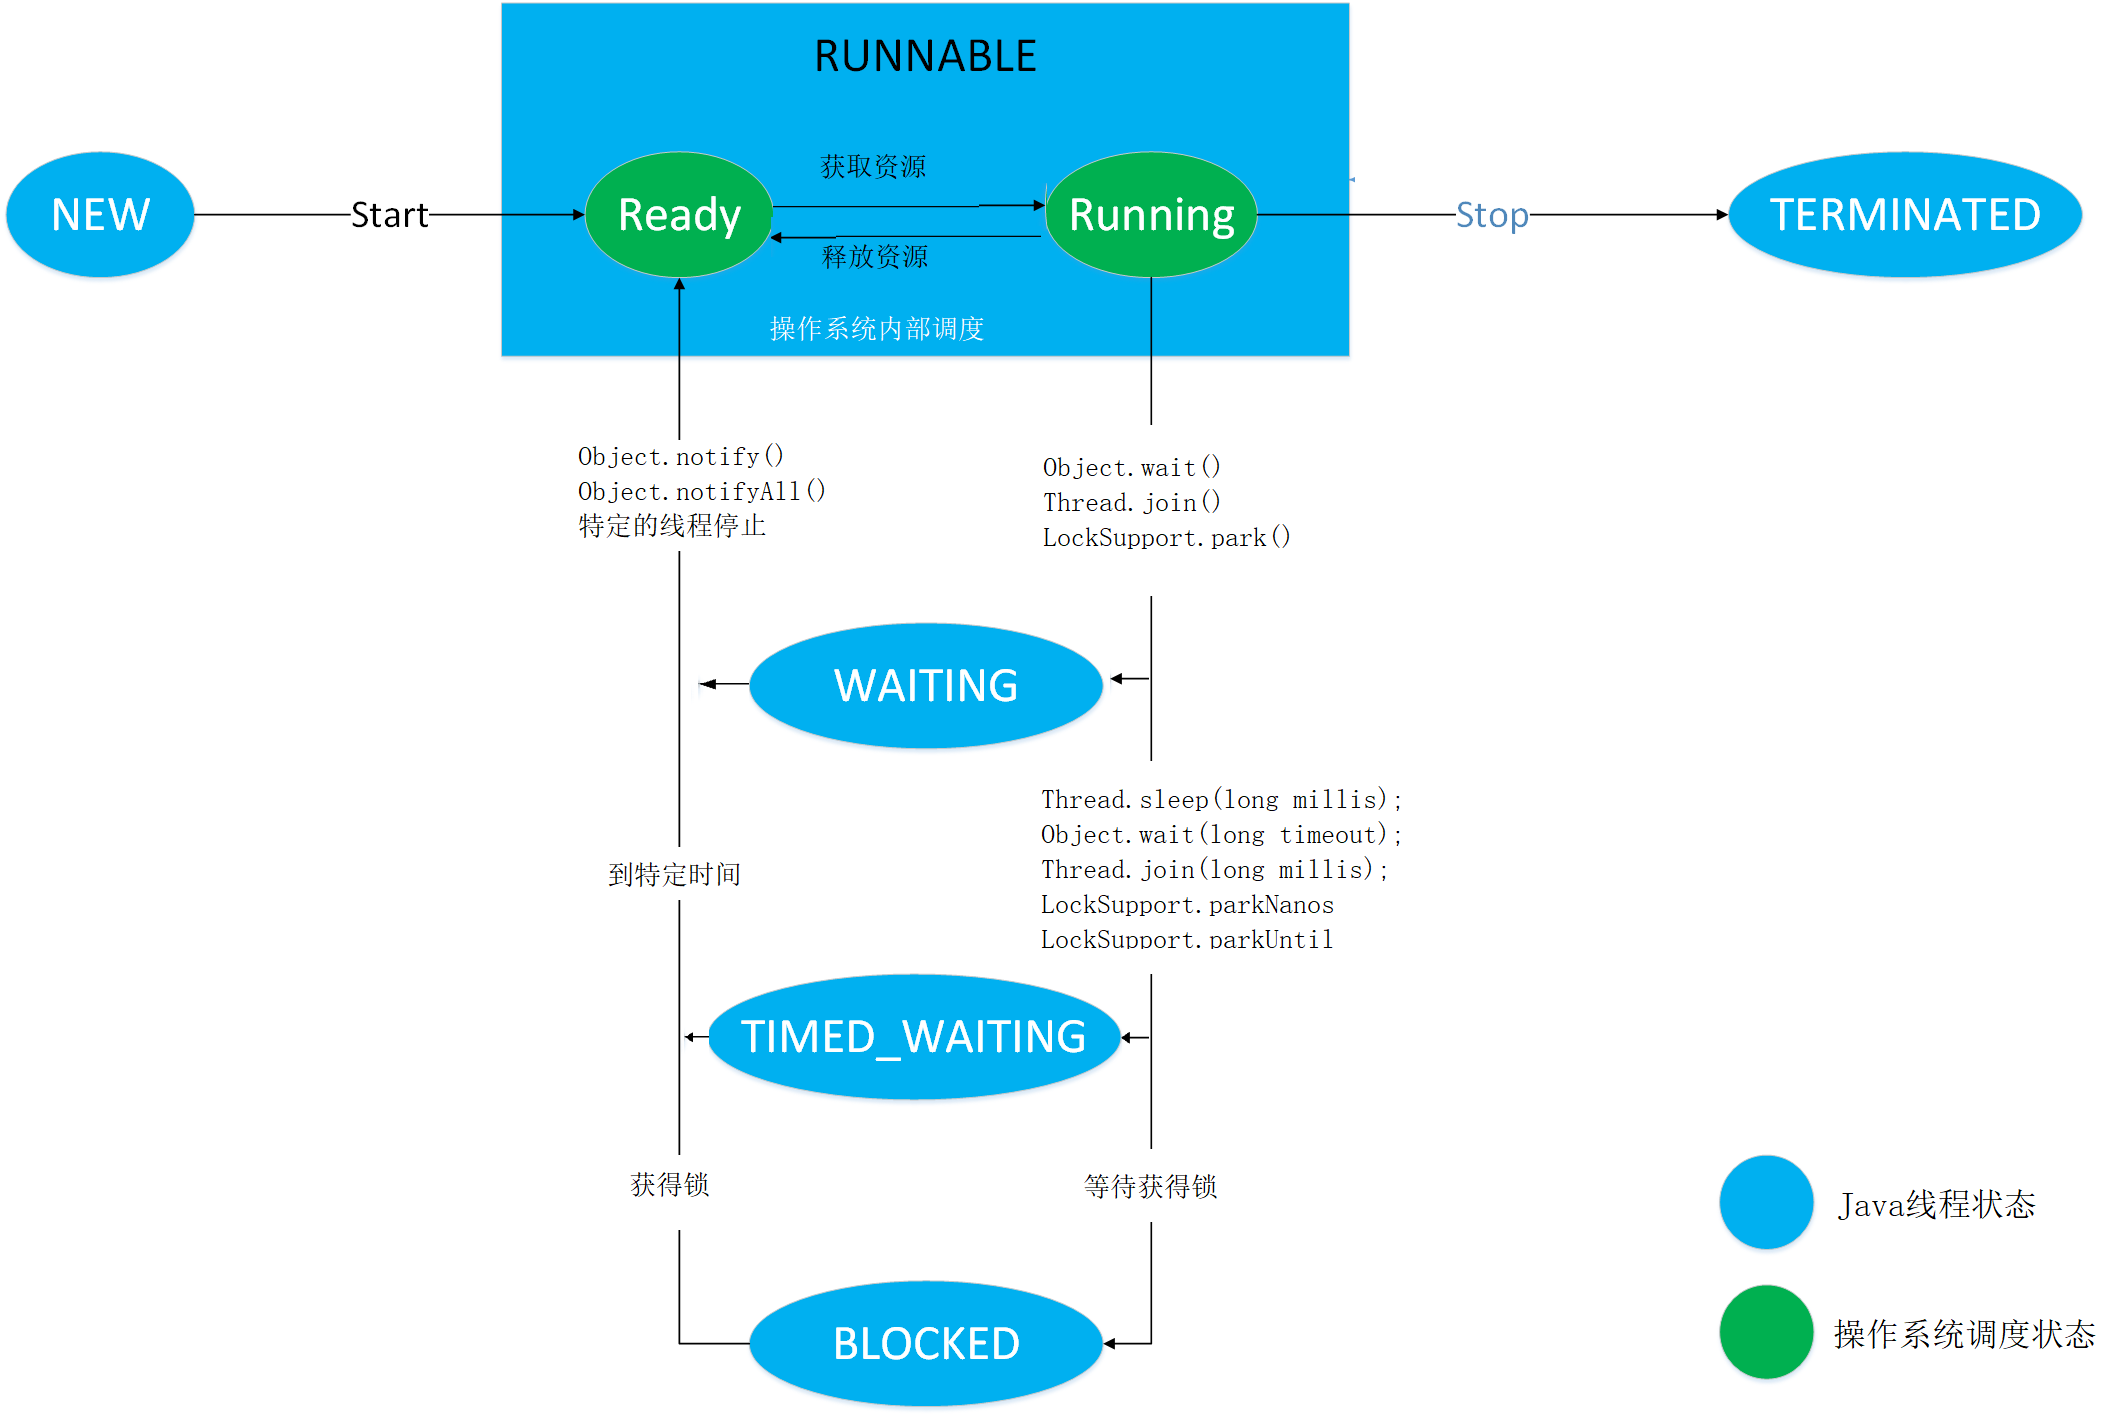 RUNNABLE
NEW
Start
Ready
获取资源
释放资源
Running
Stop
TERMINATED
操作系统内部调度
Object.notify()
Object.notifyAll()
特定的线程停止
Object.wait()
Thread.join()
LockSupport.park()
WAITING
Thread.sleep(long millis);
Object.wait(long timeout);
Thread.join(long millis);
LockSupport.parkNanos
LockSupport.parkUntil
到特定时间
TIMED_WAITING
获得锁
等待获得锁
BLOCKED
Java线程状态
操作系统调度状态